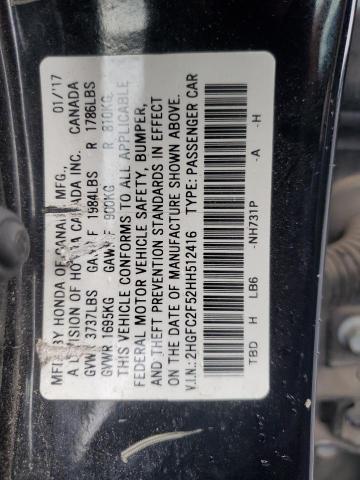 MFD. BY HONDA OF CANADA MFG., 01/'17
A DIVISION OF HONDA CANADA INC. CANADA
GVWR 3737LBS GAWR F 1984LBS R 1786LBS
GVWR 1695KG GAWR F 900KG R 810KG
THIS VEHICLE CONFORMS TO ALL APPLICABLE
FEDERAL MOTOR VEHICLE SAFETY, BUMPER,
AND THEFT PREVENTION STANDARDS IN EFFECT
ON THE DATE OF MANUFACTURE SHOWN ABOVE.
V.I.N.: 2HGFC2F52HH512416 TYPE: PASSENGER CAR
TBD H LB6 -NH731P -A -H